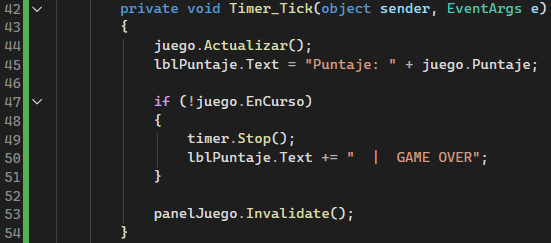 42 private void Timer_Tick(object sender, EventArgs e)
43 {
44 juego.Actualizar();
45 lblPuntaje.Text = "Puntaje: " + juego.Puntaje;
46
47 if (!juego.EnCurso)
48 {
49 timer.Stop();
50 lblPuntaje.Text += "  |  GAME OVER";
51 }
52
53 panelJuego.Invalidate();
54 }